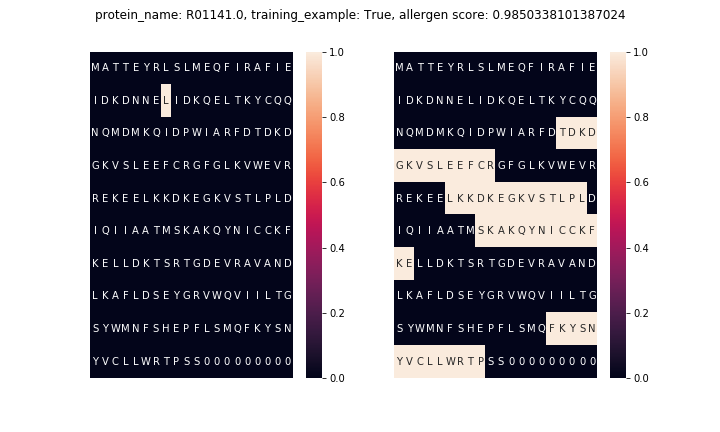 protein_name: R01141.0, training_example: True, allergen score: 0.9850338101387024
M A T T E Y R L S L M E Q F I R A F I E
I D K D N N E L I D K Q E L T K Y C Q Q
N Q M D M K Q I D P W I A R F D T D K D
G K V S L E E F C R G F G L K V W E V R
R E K E E L K K D K E G K V S T L P L D
I Q I I A A T M S K A K Q Y N I C C K F
K E L L D K T S R T G D E V R A V A N D
L K A F L D S E Y G R V W Q V I I L T G
S Y W M N F S H E P F L S M Q F K Y S N
Y V C L L W R T P S S 0 0 0 0 0 0 0 0 0
1.0
0.8
0.6
0.4
0.2
0.0
M A T T E Y R L S L M E Q F I R A F I E
I D K D N N E L I D K Q E L T K Y C Q Q
N Q M D M K Q I D P W I A R F D T D K D
G K V S L E E F C R G F G L K V W E V R
R E K E E L K K D K E G K V S T L P L D
I Q I I A A T M S K A K Q Y N I C C K F
K E L L D K T S R T G D E V R A V A N D
L K A F L D S E Y G R V W Q V I I L T G
S Y W M N F S H E P F L S M Q F K Y S N
Y V C L L W R T P S S 0 0 0 0 0 0 0 0 0
1.0
0.8
0.6
0.4
0.2
0.0